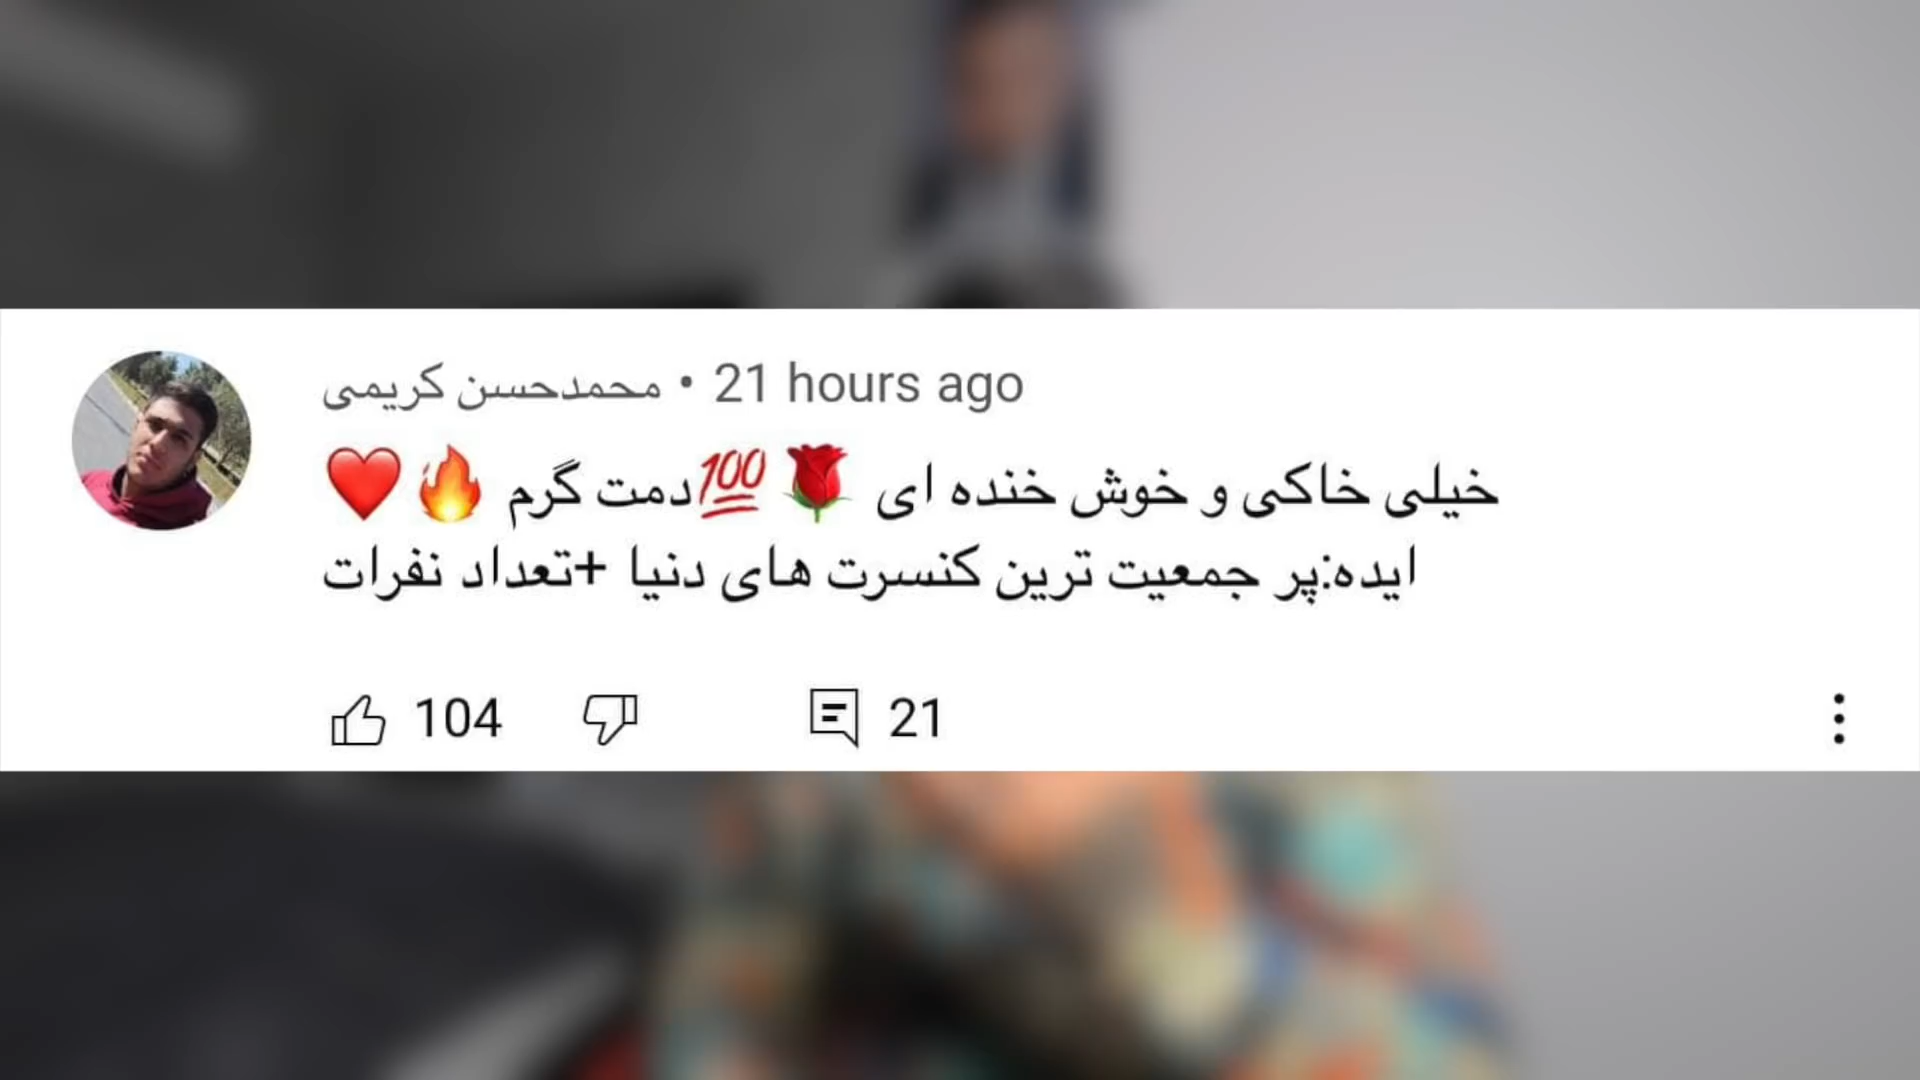 محمدحسن کریمی • 21 hours ago
خیلی خاکی و خوش خنده ای 🌹💯دمت گرم 🔥❤️
ایده:پر جمعیت ترین کنسرت های دنیا +تعداد نفرات
104 21